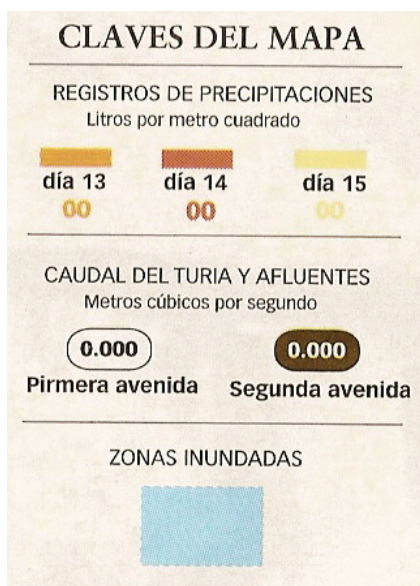 CLAVES DEL MAPA
REGISTROS DE PRECIPITACIONES
Litros por metro cuadrado
día 13 día 14 día 15
00 00 00
CAUDAL DEL TURIA Y AFLUENTES
Metros cúbicos por segundo
0.000 0.000
Pirmera avenida Segunda avenida
ZONAS INUNDADAS